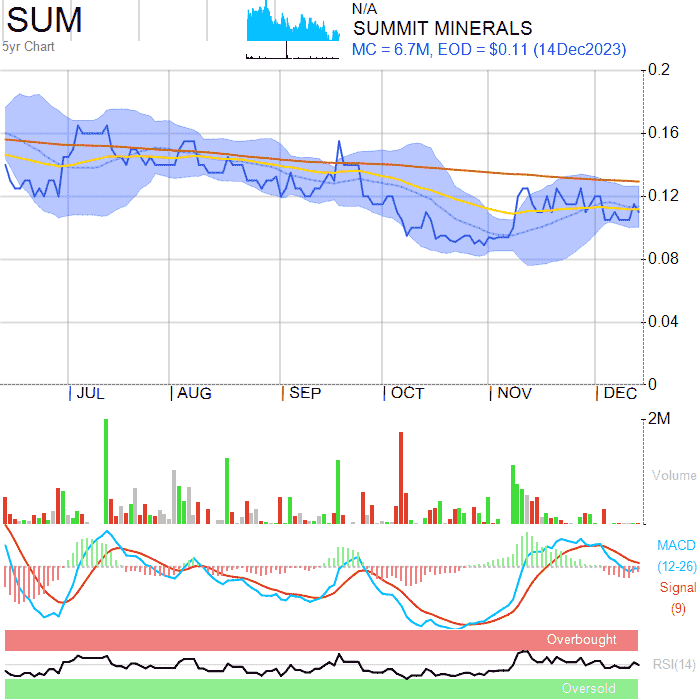 SUM
N/A
SUMMIT MINERALS
5yr Chart
MC = 6.7M, EOD = $0.11 (14Dec2023)
0.2
0.16
0.12
0.08
0.04
0
JUL AUG SEP OCT NOV DEC
2M
Volume
MACD
(12-26)
Signal
(9)
Overbought
RSI(14)
Oversold